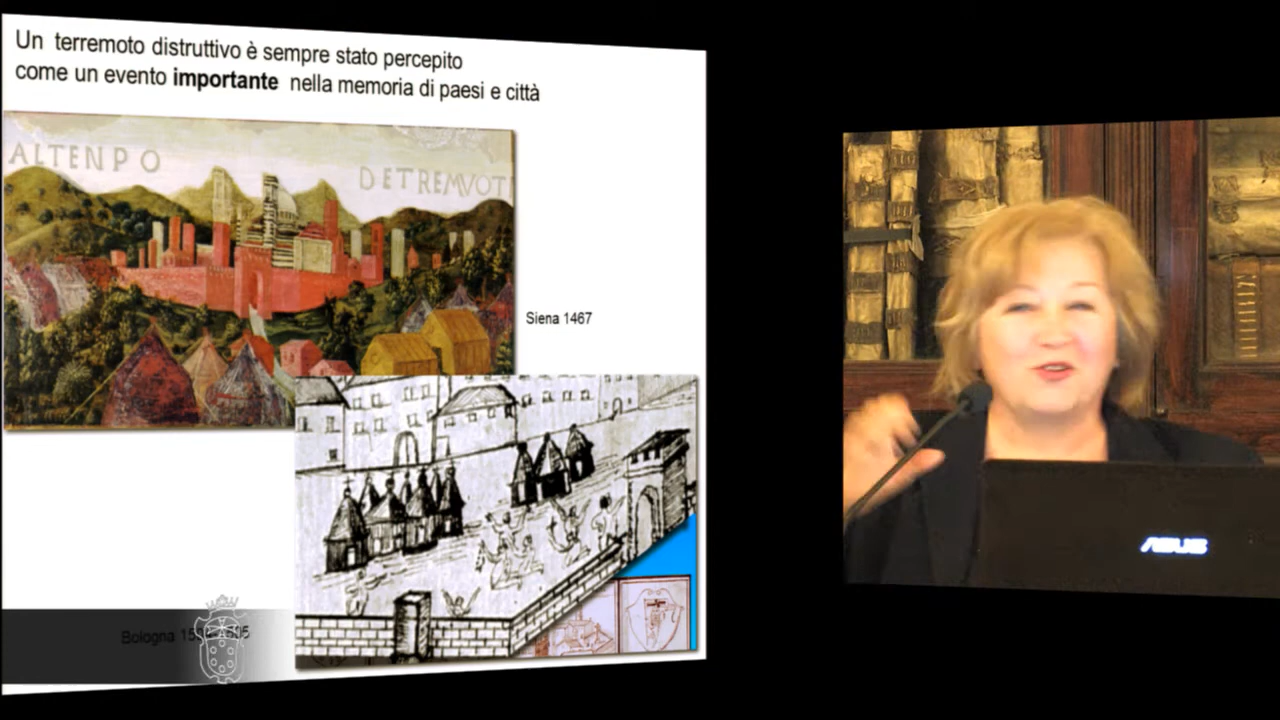 Un terremoto distruttivo è sempre stato percepito
come un evento importante nella memoria di paesi e città
ALTENPO
DETREMVOTI
Siena 1467
Bologna
ASUS